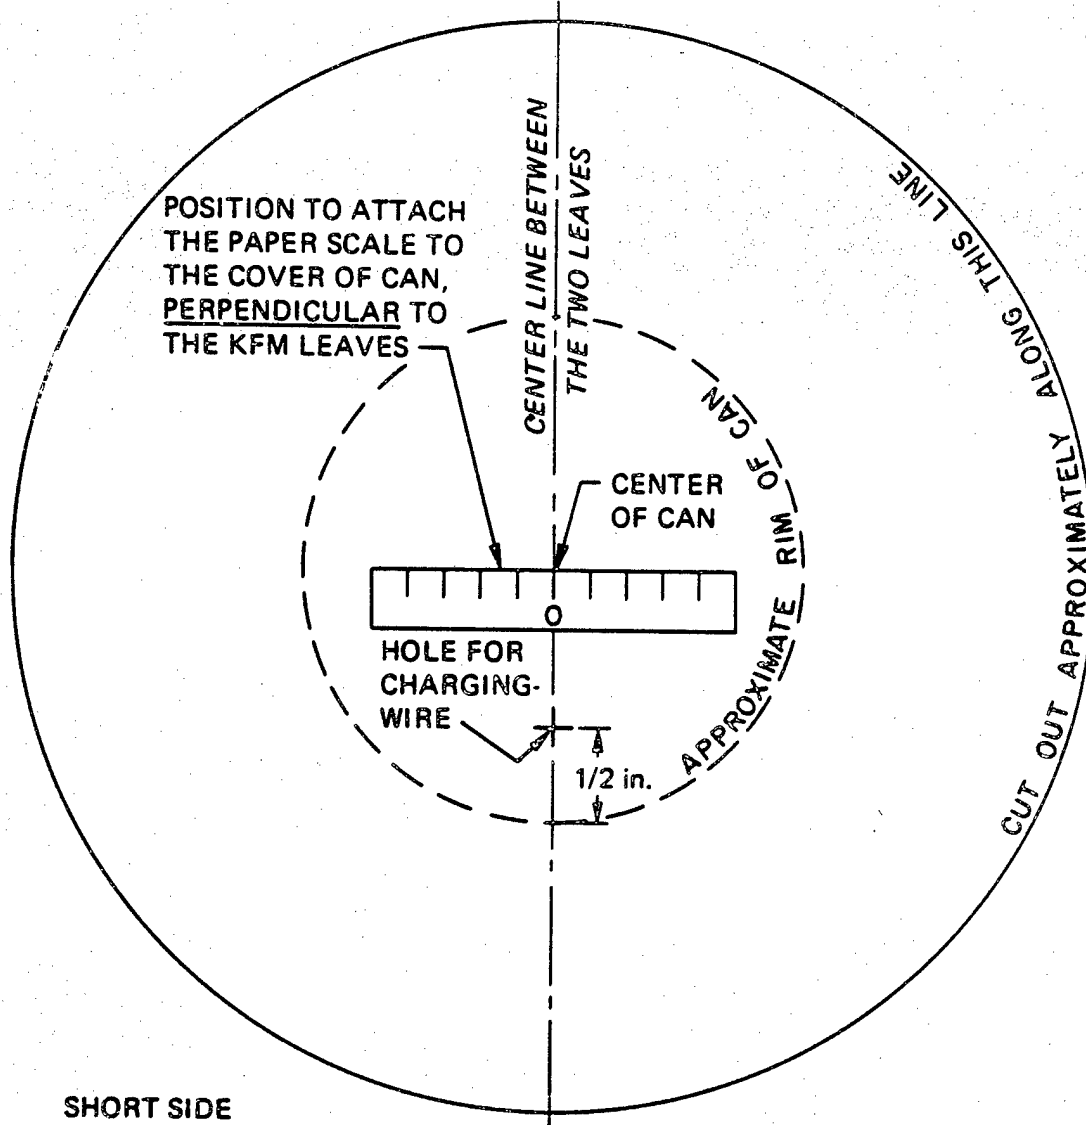 CENTER LINE BETWEEN
THE TWO LEAVES
POSITION TO ATTACH
THE PAPER SCALE TO
THE COVER OF CAN,
PERPENDICULAR TO
THE KFM LEAVES
CUT OUT APPROXIMATELY ALONG THIS LINE
APPROXIMATE RIM OF CAN
CENTER
OF CAN
0
HOLE FOR
CHARGING-
WIRE
1/2 in.
SHORT SIDE